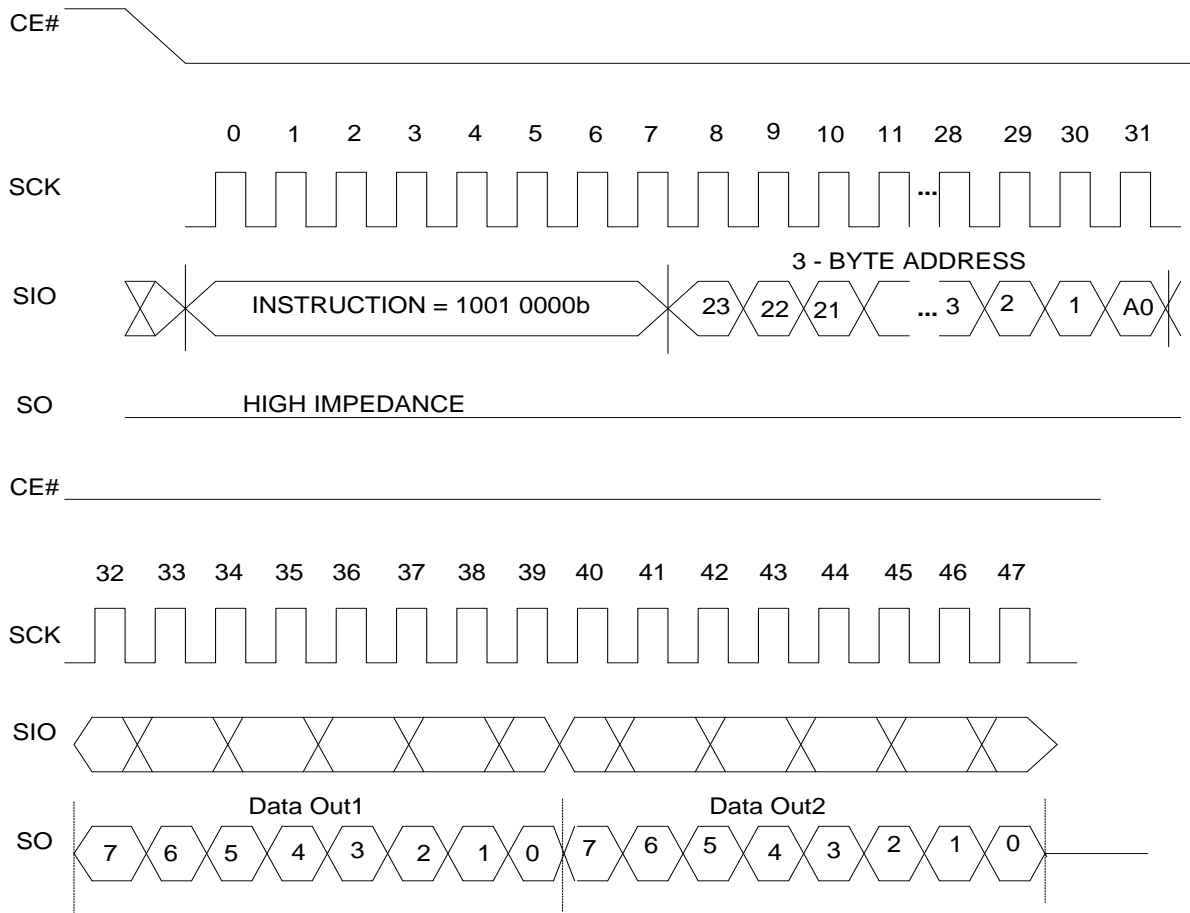 CE#
0 1 2 3 4 5 6 7 8 9 10 11 28 29 30 31
SCK ...
3 - BYTE ADDRESS
SIO INSTRUCTION = 1001 0000b 23 22 21 ... 3 2 1 A0
SO HIGH IMPEDANCE
CE#
32 33 34 35 36 37 38 39 40 41 42 43 44 45 46 47
SCK
SIO
Data Out1 Data Out2
SO 7 6 5 4 3 2 1 0 7 6 5 4 3 2 1 0